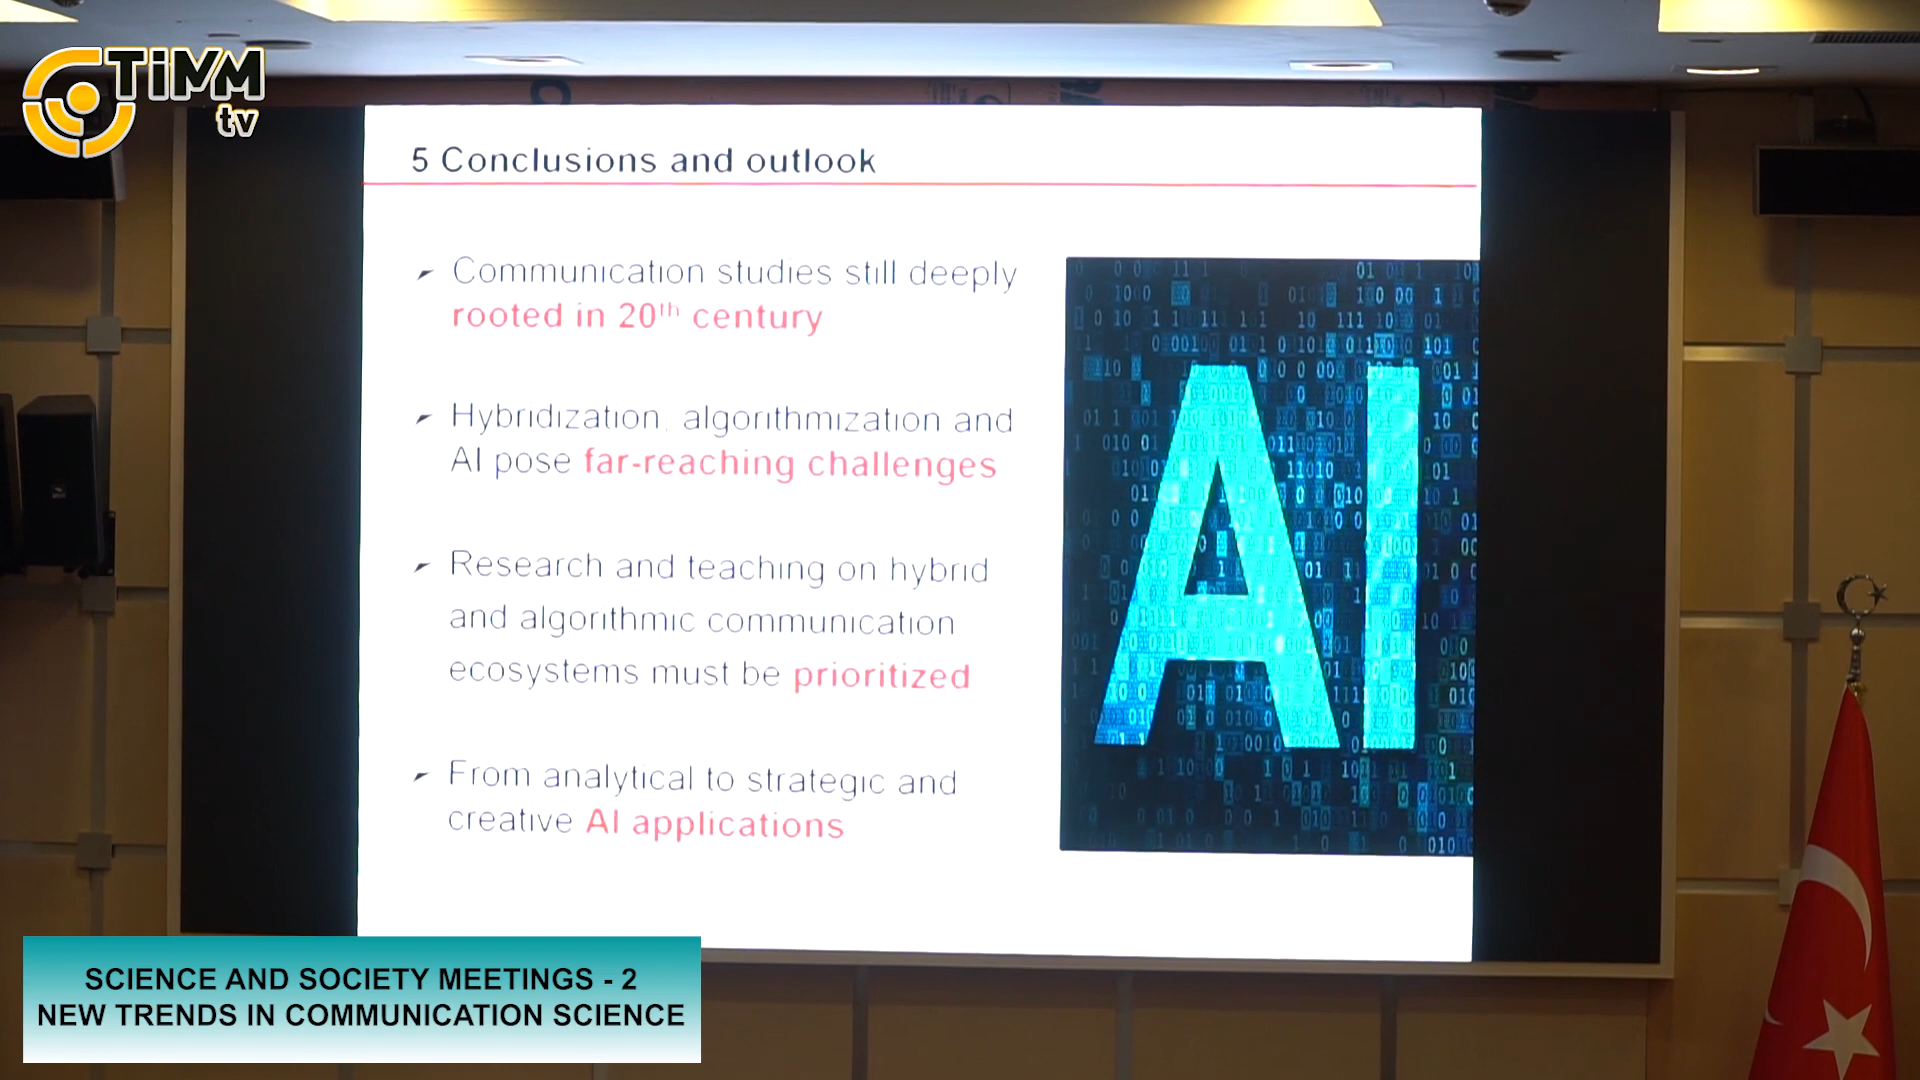 TiMM
tv
5 Conclusions and outlook
Communication studies still deeply
rooted in 20th century
Hybridization, algorithmization and
AI pose far-reaching challenges
Research and teaching on hybrid
and algorithmic communication
ecosystems must be prioritized
From analytical to strategic and
creative AI applications
AI
SCIENCE AND SOCIETY MEETINGS - 2
NEW TRENDS IN COMMUNICATION SCIENCE